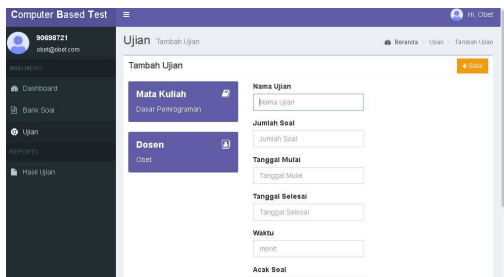 Computer Based Test
Hi, Obet
90698721
obet@obet.com
Ujian Tambah Ujian
Beranda > Ujian > Tambah Ujian
MAIN MENU
Dashboard
Bank Soal
Ujian
REPORTS
Hasil Ujian
Tambah Ujian
Batal
Mata Kuliah
Dasar Pemrograman
Dosen
Obet
Nama Ujian
Nama Ujian
Jumlah Soal
Jumlah Soal
Tanggal Mulai
Tanggal Mulai
Tanggal Selesai
Tanggal Selesai
Waktu
menit
Acak Soal